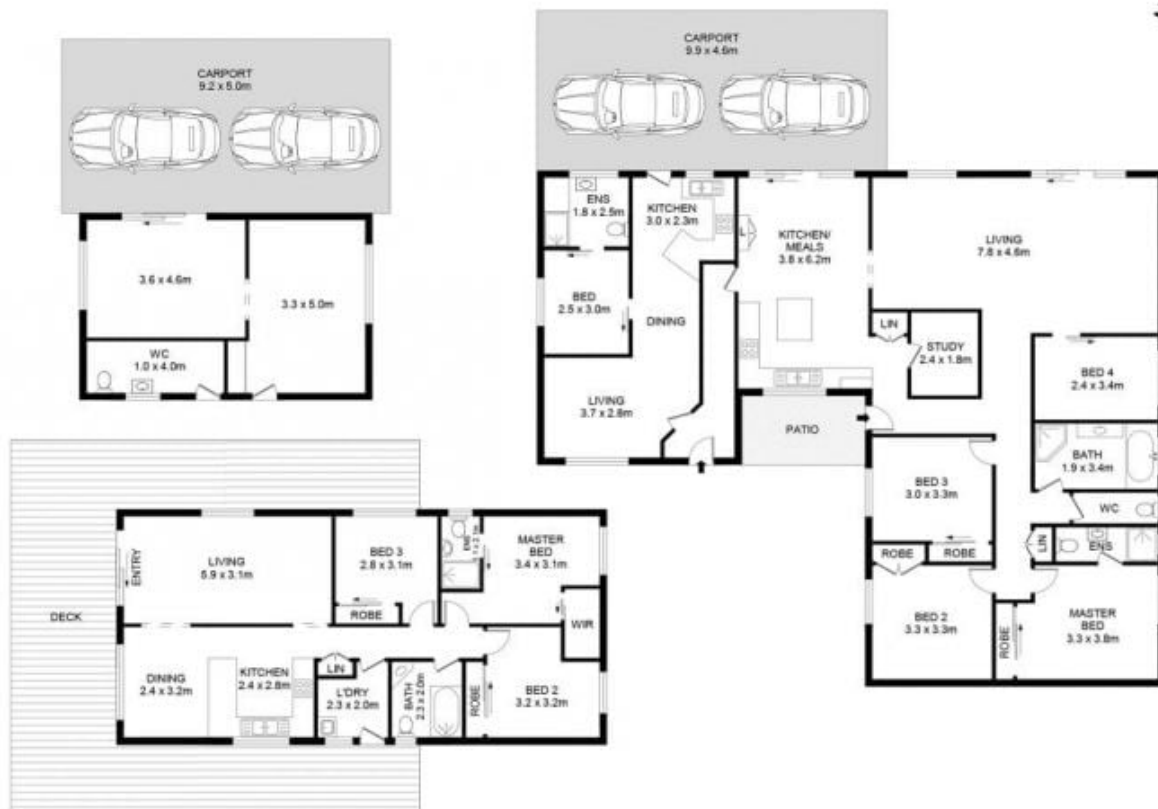 CARPORT
9.2 x 5.0m
3.6 x 4.6m
3.3 x 5.0m
WC
1.0 x 4.0m
CARPORT
9.9 x 4.6m
ENS
1.8 x 2.5m
KITCHEN
3.0 x 2.3m
BED
2.5 x 3.0m
DINING
LIVING
3.7 x 2.8m
L
KITCHEN/
MEALS
3.8 x 6.2m
LIVING
7.8 x 4.6m
LIN
STUDY
2.4 x 1.8m
BED 4
2.4 x 3.4m
PATIO
BATH
1.9 x 3.4m
BED 3
3.0 x 3.3m
WC
ROBE
ROBE
LIN
ENS
BED 2
3.3 x 3.3m
ROBE
MASTER
BED
3.3 x 3.8m
DECK
ENTRY
LIVING
5.9 x 3.1m
BED 3
2.8 x 3.1m
ROBE
ENS
MASTER
BED
3.4 x 3.1m
WIR
DINING
2.4 x 3.2m
KITCHEN
2.4 x 2.8m
LIN
L'DRY
2.3 x 2.0m
BATH
2.3 x 2.0m
ROBE
BED 2
3.2 x 3.2m